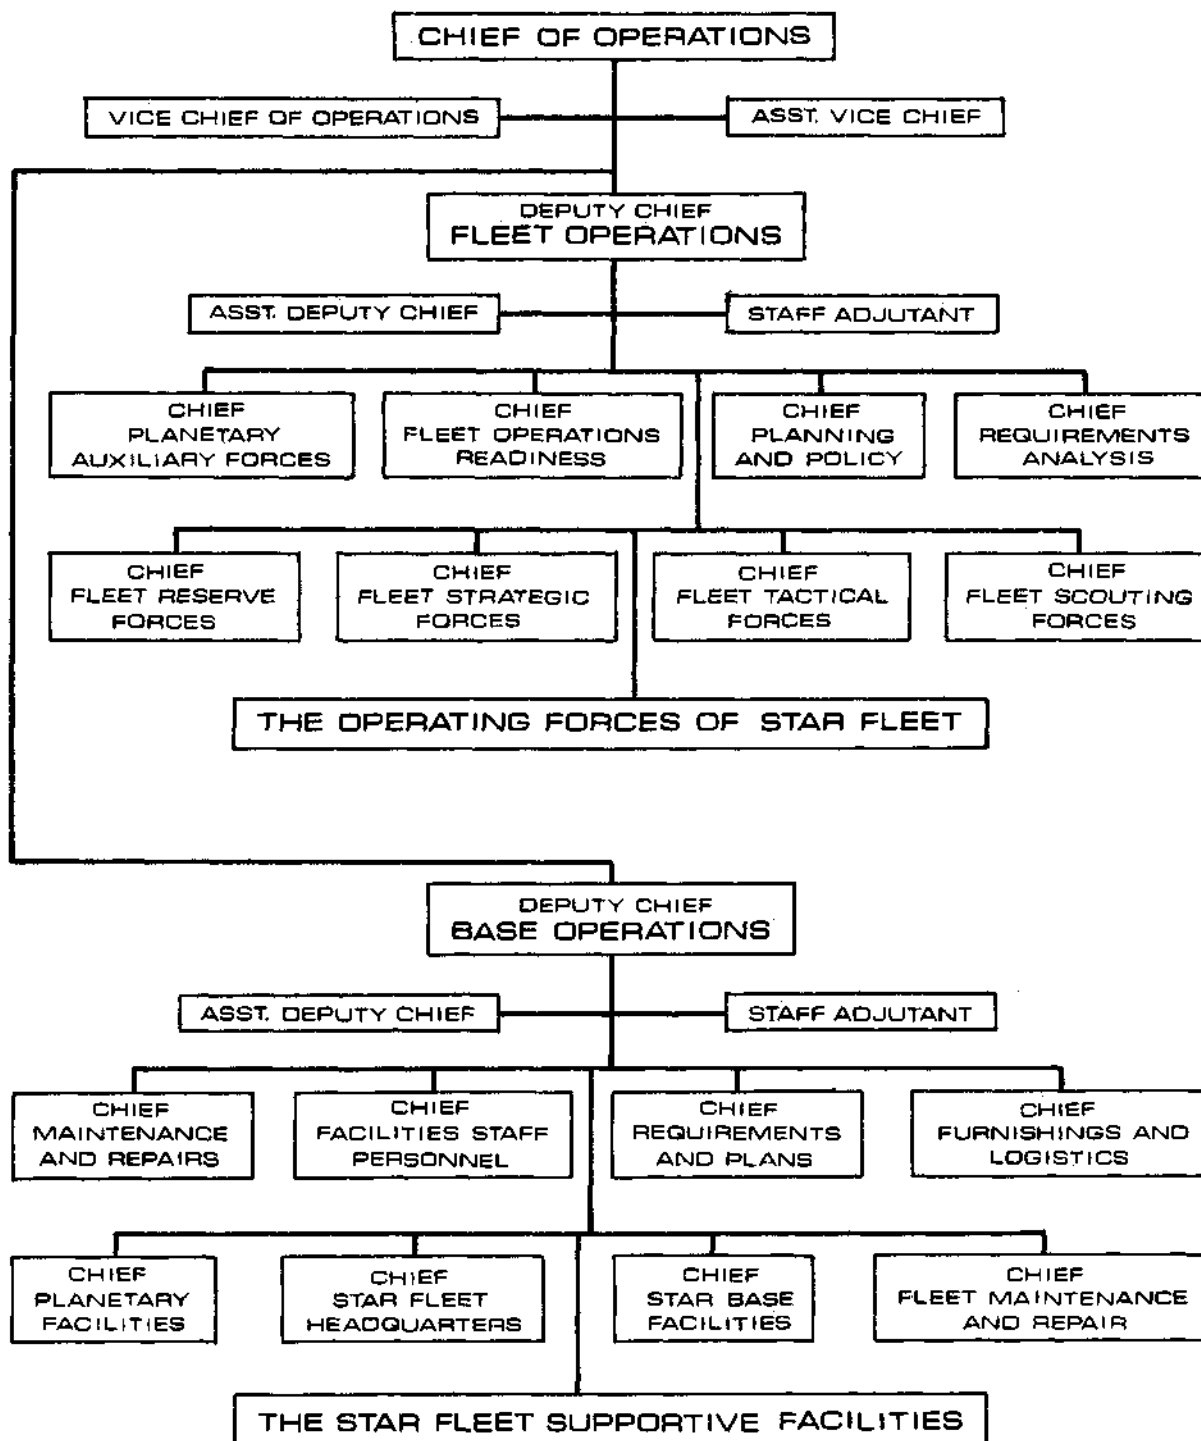 CHIEF OF OPERATIONS
VICE CHIEF OF OPERATIONS
ASST. VICE CHIEF
DEPUTY CHIEF
FLEET OPERATIONS
ASST. DEPUTY CHIEF
STAFF ADJUTANT
CHIEF
PLANETARY
AUXILIARY FORCES
CHIEF
FLEET OPERATIONS
READINESS
CHIEF
PLANNING
AND POLICY
CHIEF
REQUIREMENTS
ANALYSIS
CHIEF
FLEET RESERVE
FORCES
CHIEF
FLEET STRATEGIC
FORCES
CHIEF
FLEET TACTICAL
FORCES
CHIEF
FLEET SCOUTING
FORCES
THE OPERATING FORCES OF STAR FLEET
DEPUTY CHIEF
BASE OPERATIONS
ASST. DEPUTY CHIEF
STAFF ADJUTANT
CHIEF
MAINTENANCE
AND REPAIRS
CHIEF
FACILITIES STAFF
PERSONNEL
CHIEF
REQUIREMENTS
AND PLANS
CHIEF
FURNISHINGS AND
LOGISTICS
CHIEF
PLANETARY
FACILITIES
CHIEF
STAR FLEET
HEADQUARTERS
CHIEF
STAR BASE
FACILITIES
CHIEF
FLEET MAINTENANCE
AND REPAIR
THE STAR FLEET SUPPORTIVE FACILITIES